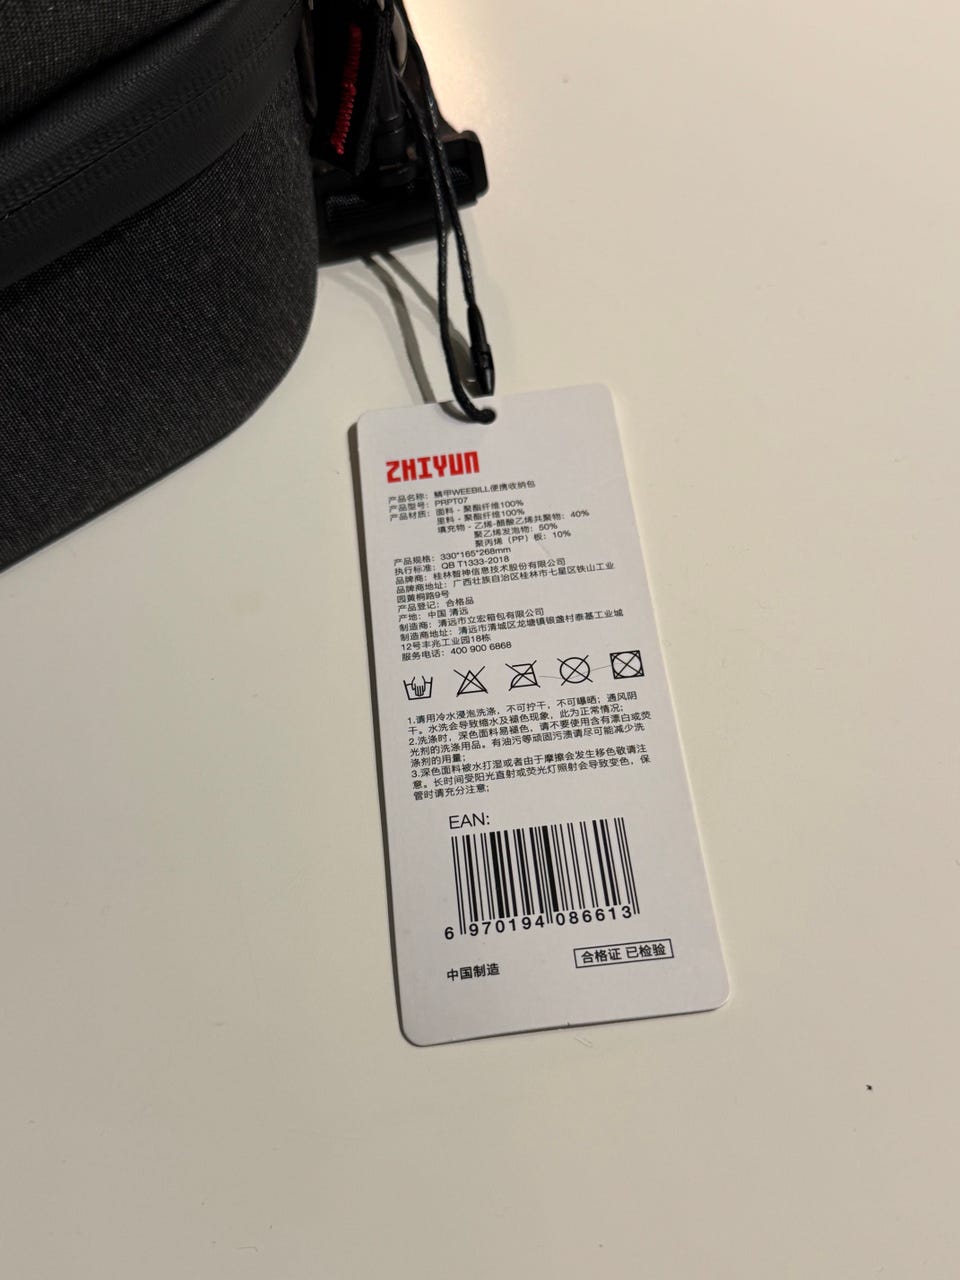 ZHIYUN
产品名称：鳞甲WEEBILL便携收纳包
产品型号：PRPT07
产品材质：面料 - 聚酯纤维100%
里料 - 聚酯纤维100%
填充物 - 乙烯-醋酸乙烯共聚物：40%
聚乙烯发泡物：50%
聚丙烯（PP）板：10%
产品规格：330*165*268mm
执行标准：QB T1333-2018
品牌商：桂林智神信息技术股份有限公司
品牌商地址：广西壮族自治区桂林市七星区铁山工业
园黄桐路9号
产品登记：合格品
产地：中国 清远
制造商：清远市立宏箱包有限公司
制造商地址：清远市清城区龙塘镇银盏村泰基工业城
12号丰兆工业园18栋
服务电话：400 900 6868
1.请用冷水浸泡洗涤，不可拧干，不可曝晒；通风阴
干。水洗会导致缩水及褪色现象，此为正常情况；
2.洗涤时，深色面料易褪色，请不要使用含有漂白或荧
光剂的洗涤用品。有油污等顽固污渍请尽可能减少洗
涤剂的用量；
3.深色面料被水打湿或者由于摩擦会发生移色敬请注
意。长时间受阳光直射或荧光灯照射会导致变色，保
管时请充分注意；
EAN:
6 970194 086613
中国制造
合格证 已检验